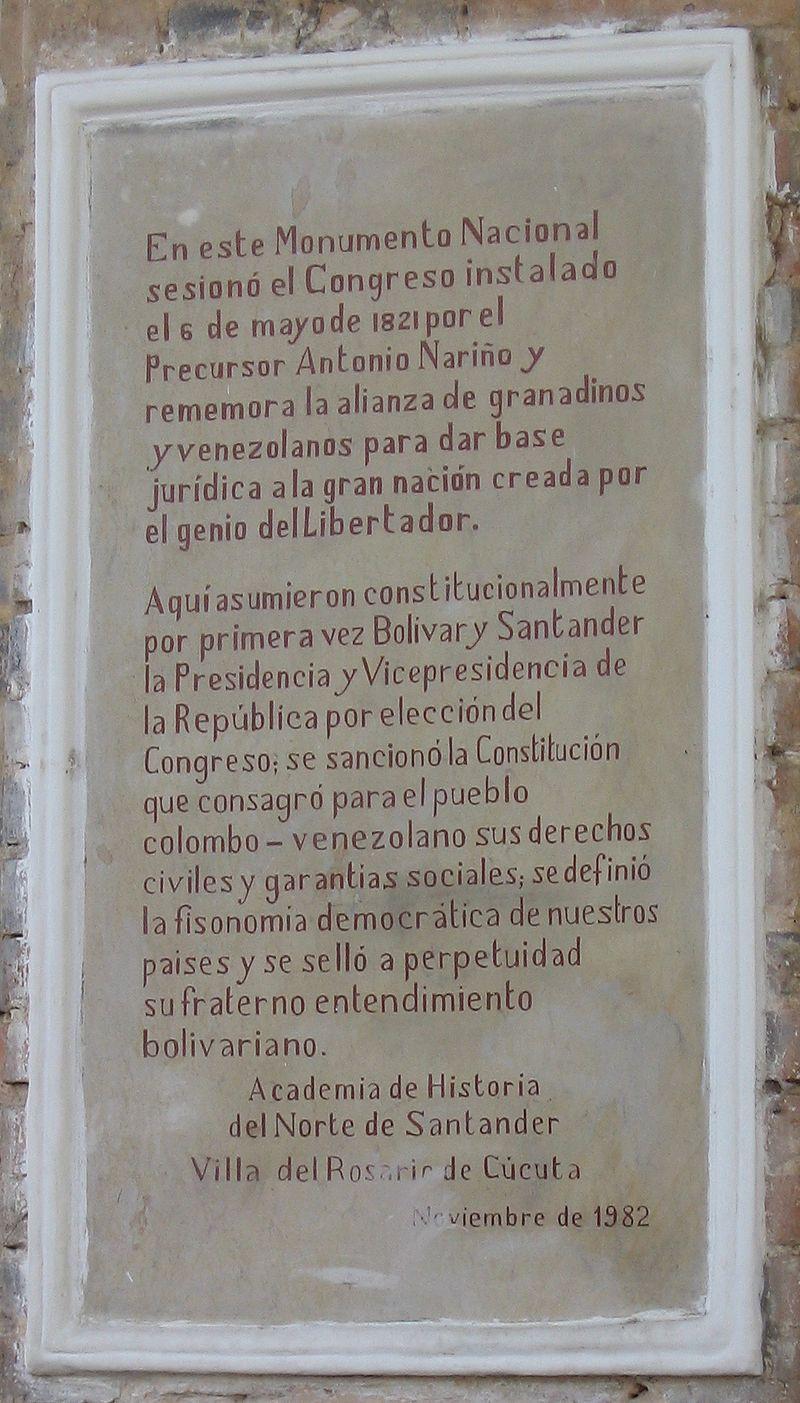 En este Monumento Nacional
sesionó el Congreso instalado
el 6 de mayo de 1821 por el
Precursor Antonio Nariño y
rememora la alianza de granadinos
y venezolanos para dar base
jurídica a la gran nación creada por
el genio del Libertador.
Aquí asumieron constitucionalmente
por primera vez Bolivar y Santander
la Presidencia y Vicepresidencia de
la República por elección del
Congreso; se sancionó la Constitución
que consagró para el pueblo
colombo - venezolano sus derechos
civiles y garantias sociales; se definió
la fisonomia democrática de nuestros
paises y se selló a perpetuidad
su fraterno entendimiento
bolivariano.
Academia de Historia
del Norte de Santander
Villa del Rosario de Cúcuta
Noviembre de 1982